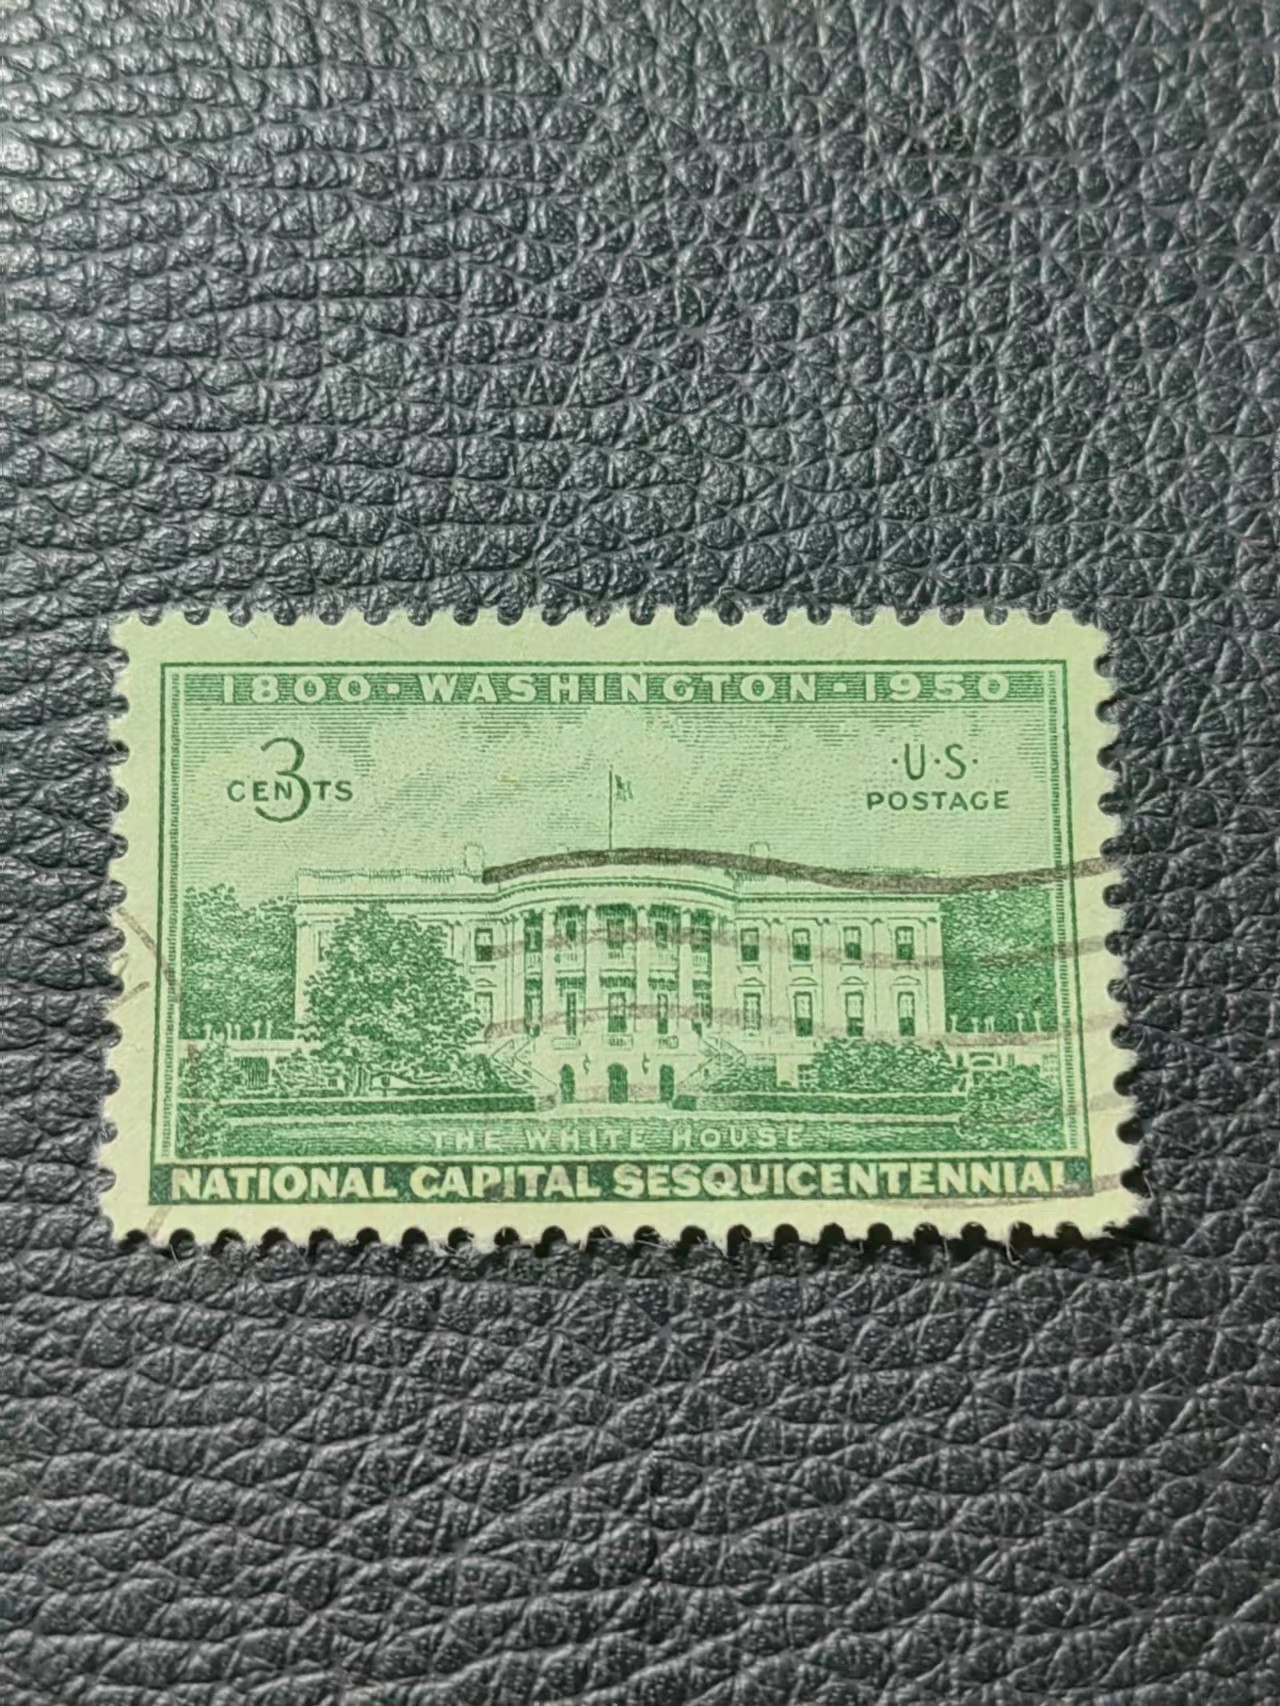 1800-WASHINGTON-1950
3
CENTS
·U·S·
POSTAGE
THE WHITE HOUSE
NATIONAL CAPITAL SESQUICENTENNIAL